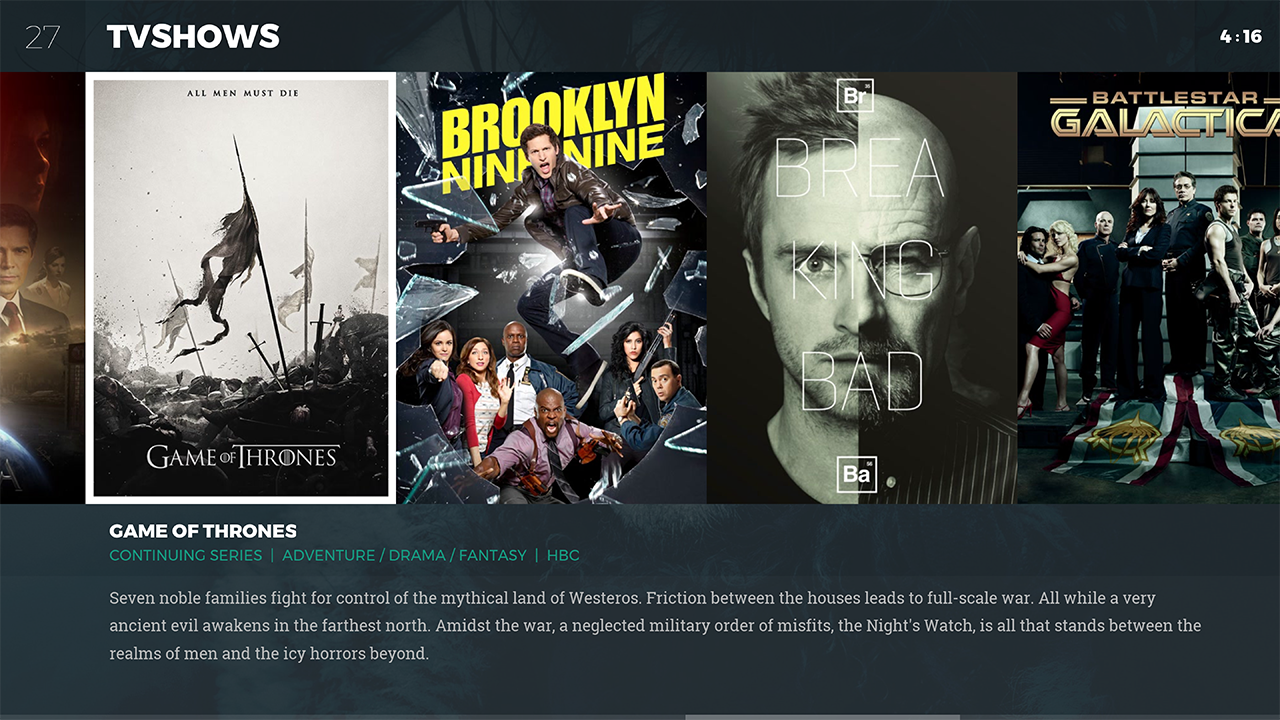 27 TVSHOWS 4:16
ALL MEN MUST DIE
GAME OF THRONES
BROOKLYN
NINE-NINE
Br 35
BREA
KING
BAD
Ba 56
BATTLESTAR
GALACTICA
A
GAME OF THRONES
CONTINUING SERIES | ADVENTURE / DRAMA / FANTASY | HBC
Seven noble families fight for control of the mythical land of Westeros. Friction between the houses leads to full-scale war. All while a very
ancient evil awakens in the farthest north. Amidst the war, a neglected military order of misfits, the Night's Watch, is all that stands between the
realms of men and the icy horrors beyond.